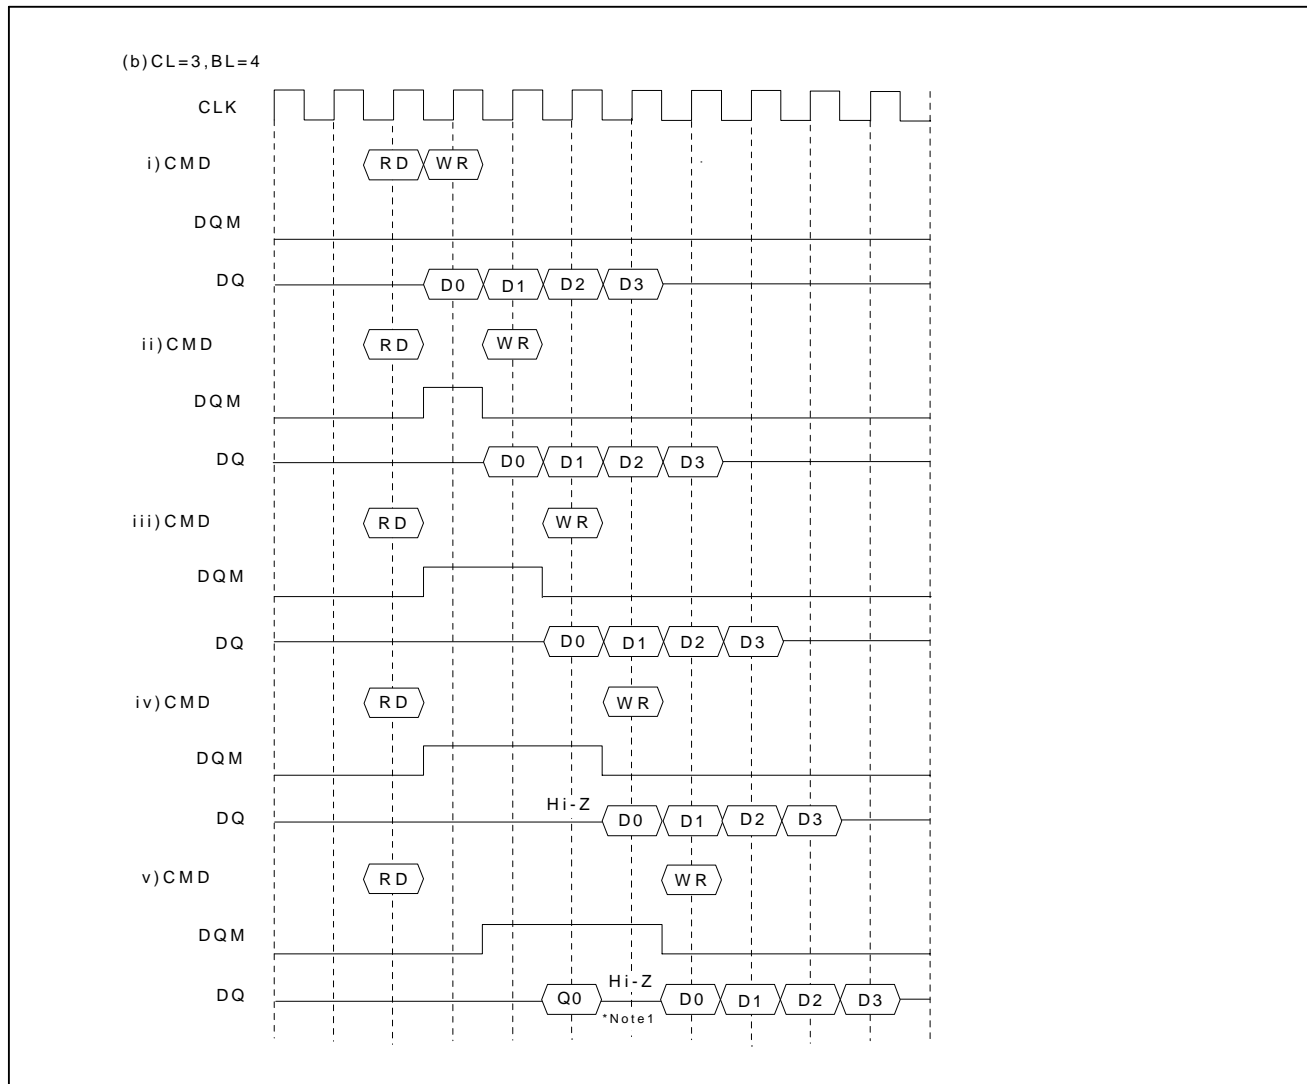 (b)CL=3,BL=4
CLK
i)CMD RD WR
DQM
DQ D0 D1 D2 D3
ii)CMD RD WR
DQM
DQ D0 D1 D2 D3
iii)CMD RD WR
DQM
DQ D0 D1 D2 D3
iv)CMD RD WR
DQM
Hi-Z
DQ D0 D1 D2 D3
v)CMD RD WR
DQM
Hi-Z
DQ Q0 D0 D1 D2 D3
*Note1